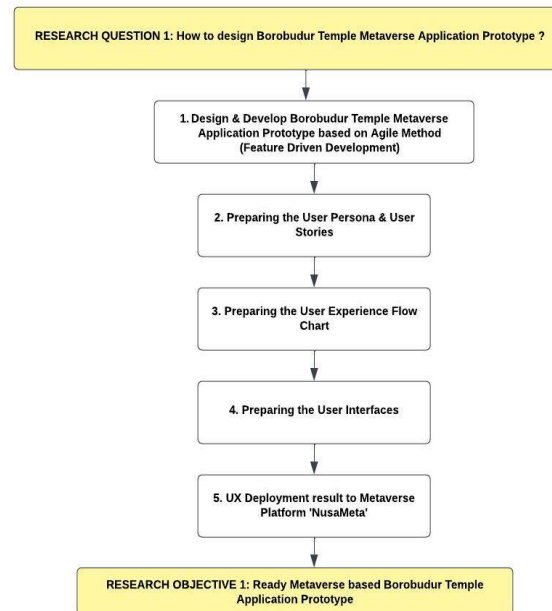 RESEARCH QUESTION 1: How to design Borobudur Temple Metaverse Application Prototype ?
1. Design & Develop Borobudur Temple Metaverse
Application Prototype based on Agile Method
(Feature Driven Development)
2. Preparing the User Persona & User
Stories
3. Preparing the User Experience Flow
Chart
4. Preparing the User Interfaces
5. UX Deployment result to Metaverse
Platform 'NusaMeta'
RESEARCH OBJECTIVE 1: Ready Metaverse based Borobudur Temple
Application Prototype